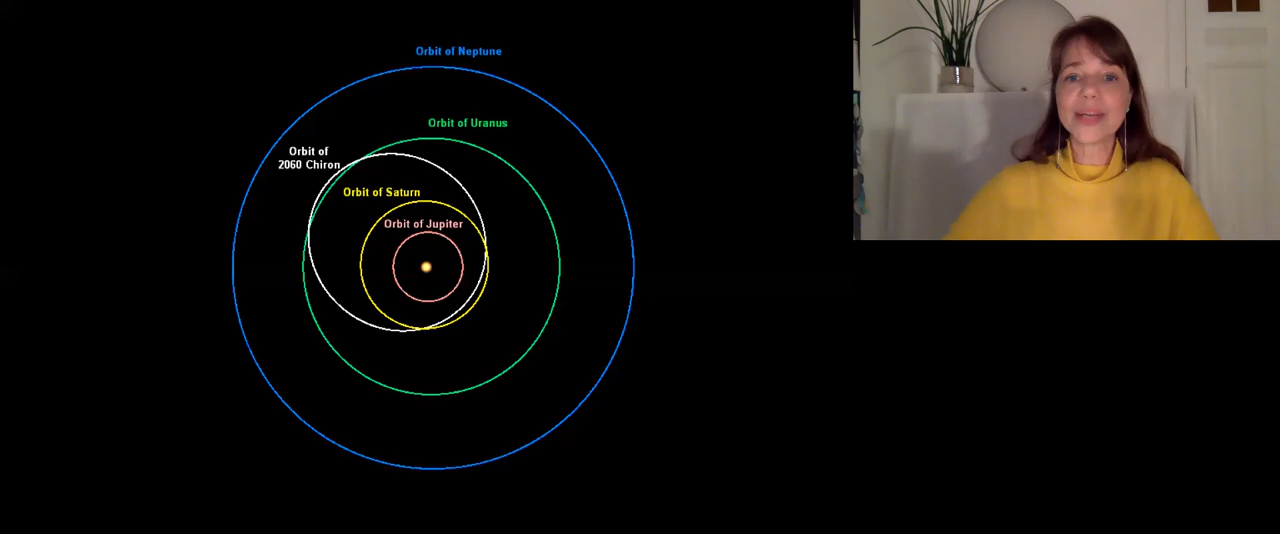 Orbit of Neptune
Orbit of Uranus
Orbit of
2060 Chiron
Orbit of Saturn
Orbit of Jupiter